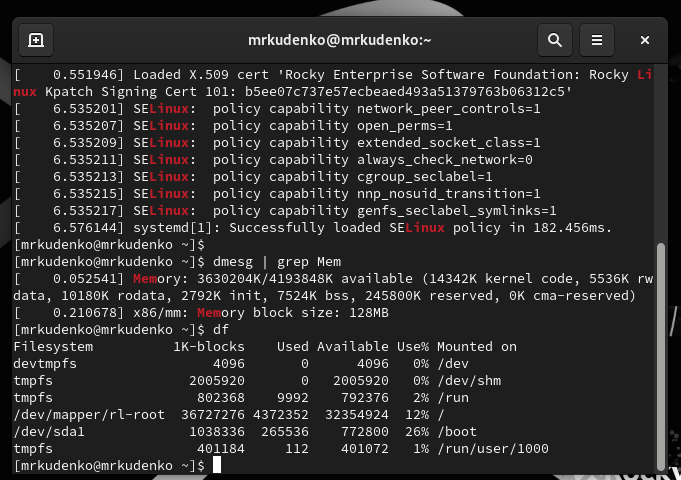 mrkudenko@mrkudenko:~
[    0.551946] Loaded X.509 cert 'Rocky Enterprise Software Foundation: Rocky Li
nux Kpatch Signing Cert 101: b5ee07c737e57ecbeaed493a51379763b06312c5'
[    6.535201] SELinux:  policy capability network_peer_controls=1
[    6.535207] SELinux:  policy capability open_perms=1
[    6.535209] SELinux:  policy capability extended_socket_class=1
[    6.535211] SELinux:  policy capability always_check_network=0
[    6.535213] SELinux:  policy capability cgroup_seclabel=1
[    6.535215] SELinux:  policy capability nnp_nosuid_transition=1
[    6.535217] SELinux:  policy capability genfs_seclabel_symlinks=1
[    6.576144] systemd[1]: Successfully loaded SELinux policy in 182.456ms.
[mrkudenko@mrkudenko ~]$
[mrkudenko@mrkudenko ~]$ dmesg | grep Mem
[    0.052541] Memory: 3630204K/4193848K available (14342K kernel code, 5536K rw
data, 10180K rodata, 2792K init, 7524K bss, 245800K reserved, 0K cma-reserved)
[    0.210678] x86/mm: Memory block size: 128MB
[mrkudenko@mrkudenko ~]$ df
Filesystem          1K-blocks    Used Available Use% Mounted on
devtmpfs                 4096       0      4096   0% /dev
tmpfs                 2005920       0   2005920   0% /dev/shm
tmpfs                  802368    9992    792376   2% /run
/dev/mapper/rl-root  36727276 4372352  32354924  12% /
/dev/sda1             1038336  265536    772800  26% /boot
tmpfs                  401184     112    401072   1% /run/user/1000
[mrkudenko@mrkudenko ~]$